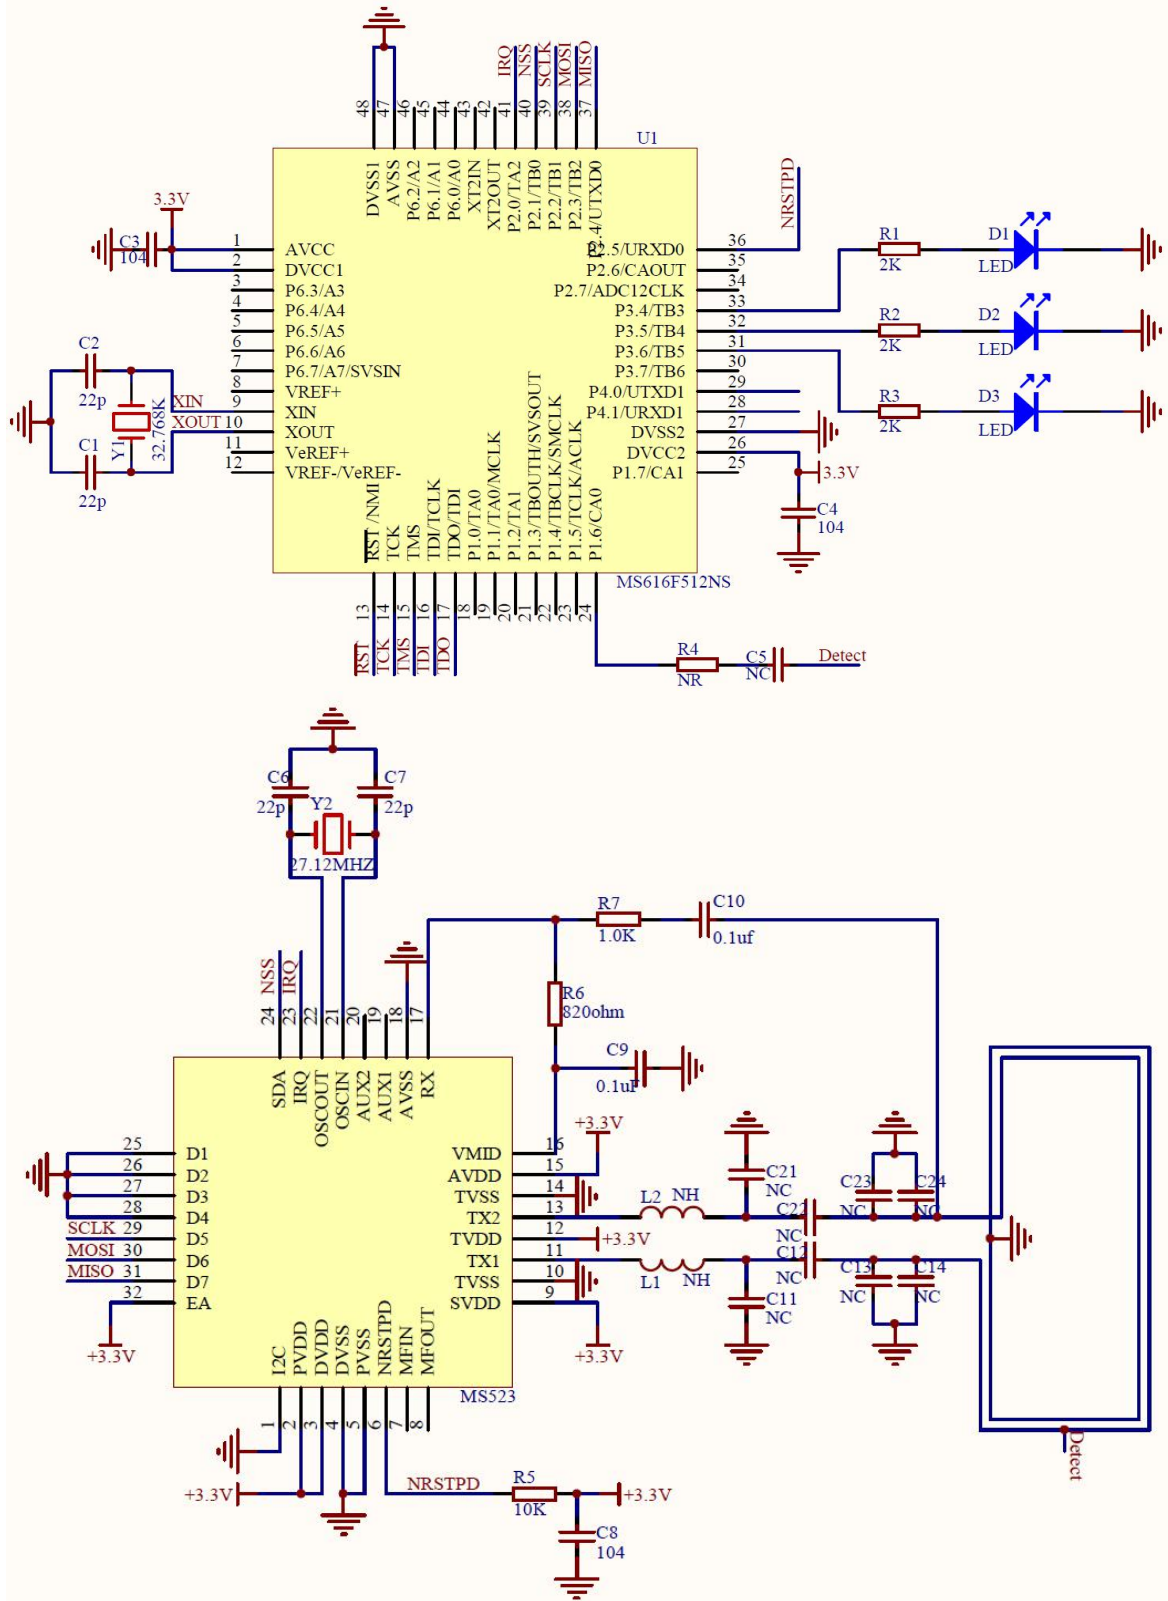 IRQ
NSS
SCLK
MOSI
MISO
48
47
46
45
44
43
42
41
40
39
38
37
U1
DVSS1
AVSS
P6.2/A2
P6.1/A1
P6.0/A0
XT2IN
XT2OUT
P2.0/TA2
P2.1/TB0
P2.2/TB1
P2.3/TB2
P2.4/UTXD0
NRSTPD
3.3V
C3
104
1 AVCC
2 DVCC1
3 P6.3/A3
4 P6.4/A4
5 P6.5/A5
6 P6.6/A6
7 P6.7/A7/SVSIN
8 VREF+
9 XIN
10 XOUT
11 VeREF+
12 VREF-/VeREF-
C2
22p
XIN
XOUT
Y1
32.768K
C1
22p
P2.5/URXD0 36
P2.6/CAOUT 35
P2.7/ADC12CLK 34
P3.4/TB3 33
P3.5/TB4 32
P3.6/TB5 31
P3.7/TB6 30
P4.0/UTXD1 29
P4.1/URXD1 28
DVSS2 27
DVCC2 26
P1.7/CA1 25
R1
2K
D1
LED
R2
2K
D2
LED
R3
2K
D3
LED
3.3V
C4
104
RST /NMI
TCK
TMS
TDI/TCLK
TDO/TDI
P1.0/TA0
P1.1/TA0/MCLK
P1.2/TA1
P1.3/TBOUTH/SVSOUT
P1.4/TBCLK/SMCLK
P1.5/TCLK/ACLK
P1.6/CA0
MS616F512NS
13
14
15
16
17
18
19
20
21
22
23
24
RST
TCK
TMS
TDI
TDO
R4
NR
C5
NC
Detect
C6
22p
C7
22p
Y2
27.12MHZ
R7
1.0K
C10
0.1uf
R6
820ohm
C9
0.1uF
NSS
IRQ
24
23
22
21
20
19
18
17
SDA
IRQ
OSCOUT
OSCIN
AUX2
AUX1
AVSS
RX
25 D1
26 D2
27 D3
28 D4
SCLK 29 D5
MOSI 30 D6
MISO 31 D7
32 EA
+3.3V
VMID 16
AVDD 15
TVSS 14
TX2 13
TVDD 12
TX1 11
TVSS 10
SVDD 9
+3.3V
+3.3V
+3.3V
L2 NH
L1 NH
C21
NC
C22
NC
C12
NC
C11
NC
C23
NC
C24
NC
C13
NC
C14
NC
Detect
I2C
PVDD
DVDD
DVSS
PVSS
NRSTPD
MFIN
MFOUT
MS523
1
2
3
4
5
6
7
8
+3.3V
NRSTPD
R5
10K
+3.3V
C8
104